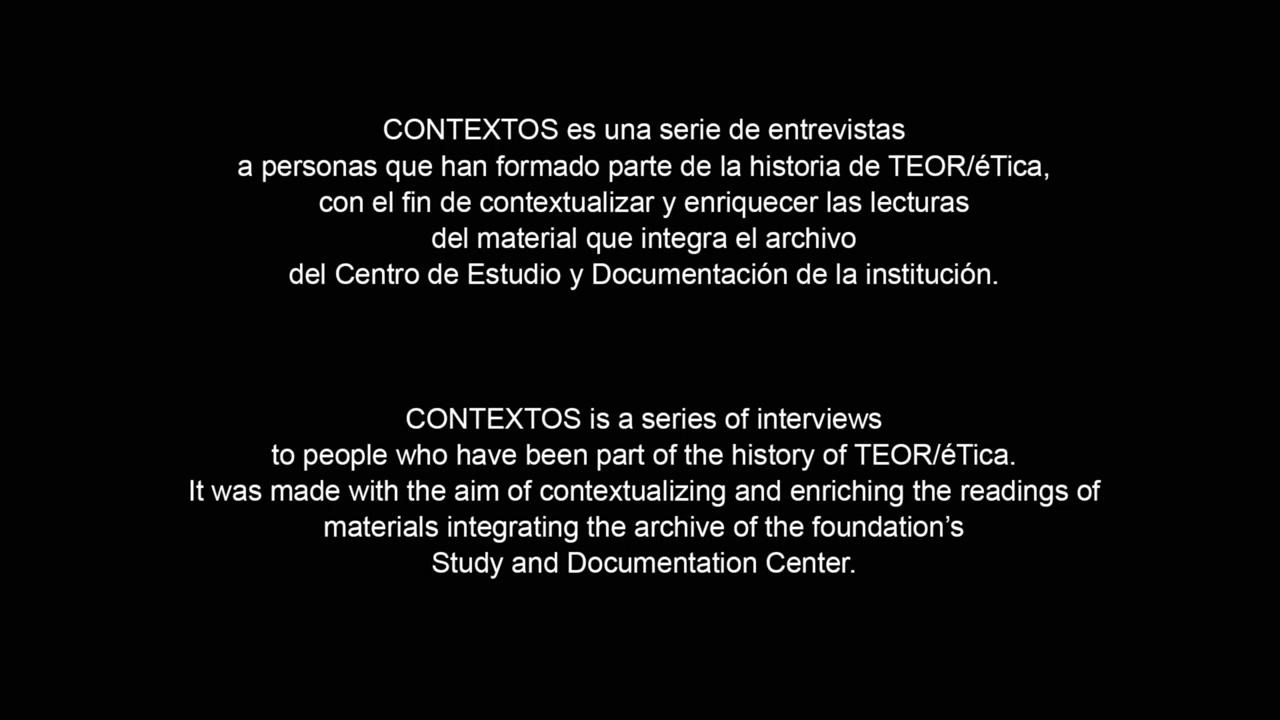 CONTEXTOS es una serie de entrevistas
a personas que han formado parte de la historia de TEOR/éTica,
con el fin de contextualizar y enriquecer las lecturas
del material que integra el archivo
del Centro de Estudio y Documentación de la institución.
CONTEXTOS is a series of interviews
to people who have been part of the history of TEOR/éTica.
It was made with the aim of contextualizing and enriching the readings of
materials integrating the archive of the foundation’s
Study and Documentation Center.